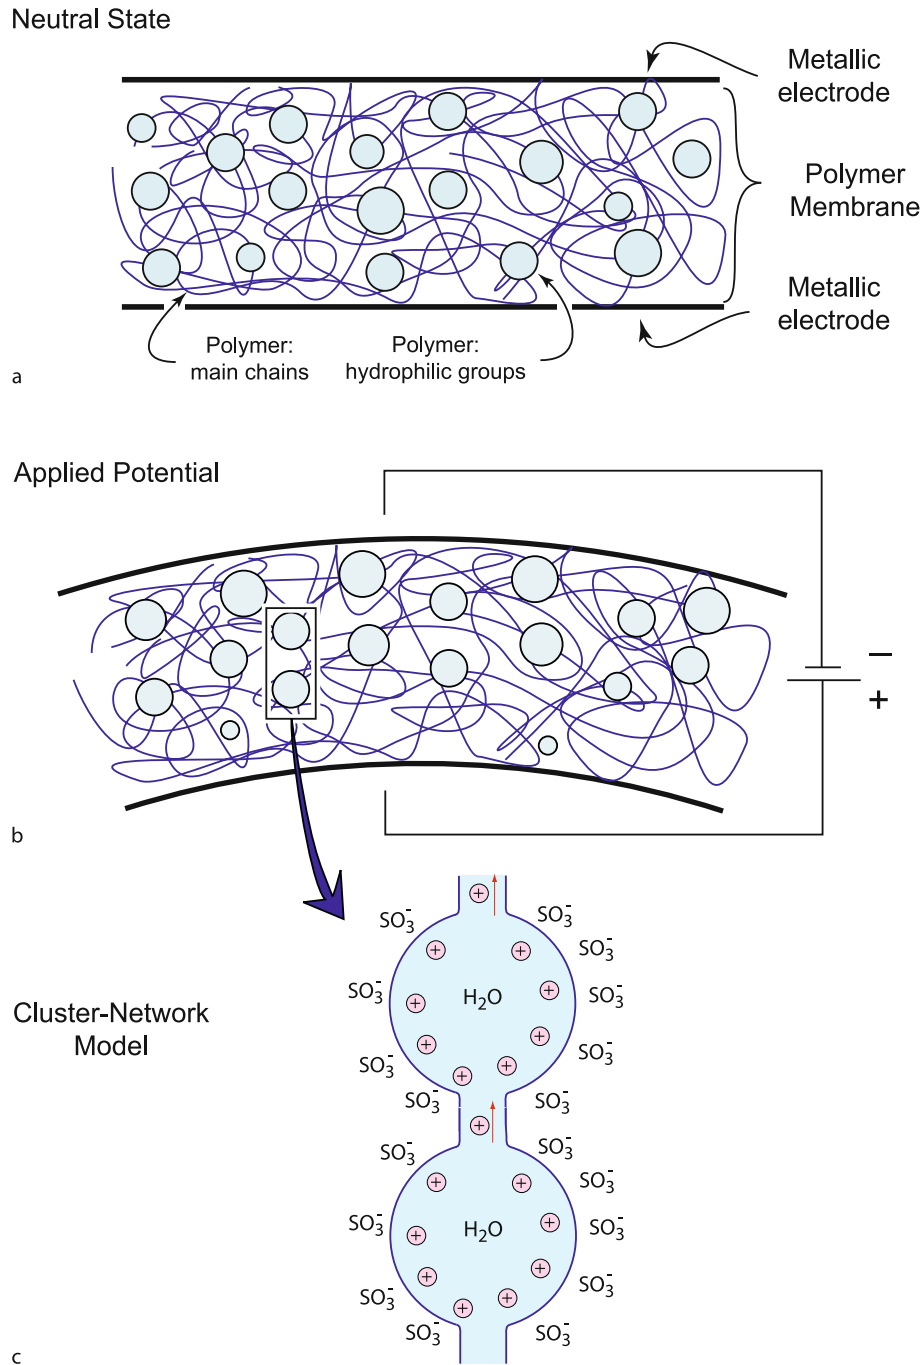 Neutral State
Metallic
electrode
Polymer
Membrane
Metallic
electrode
Polymer:
main chains
Polymer:
hydrophilic groups
a
Applied Potential
−
+
b
Cluster-Network
Model
+
SO₃⁻
SO₃⁻
SO₃⁻
+
+
SO₃⁻
H₂O
+
SO₃⁻
+
+
+
SO₃⁻
SO₃⁻
+
+
+
SO₃⁻
SO₃⁻
+
SO₃⁻
SO₃⁻
+
+
SO₃⁻
SO₃⁻
H₂O
SO₃⁻
+
+
+
+
SO₃⁻
SO₃⁻
+
+
SO₃⁻
SO₃⁻
c